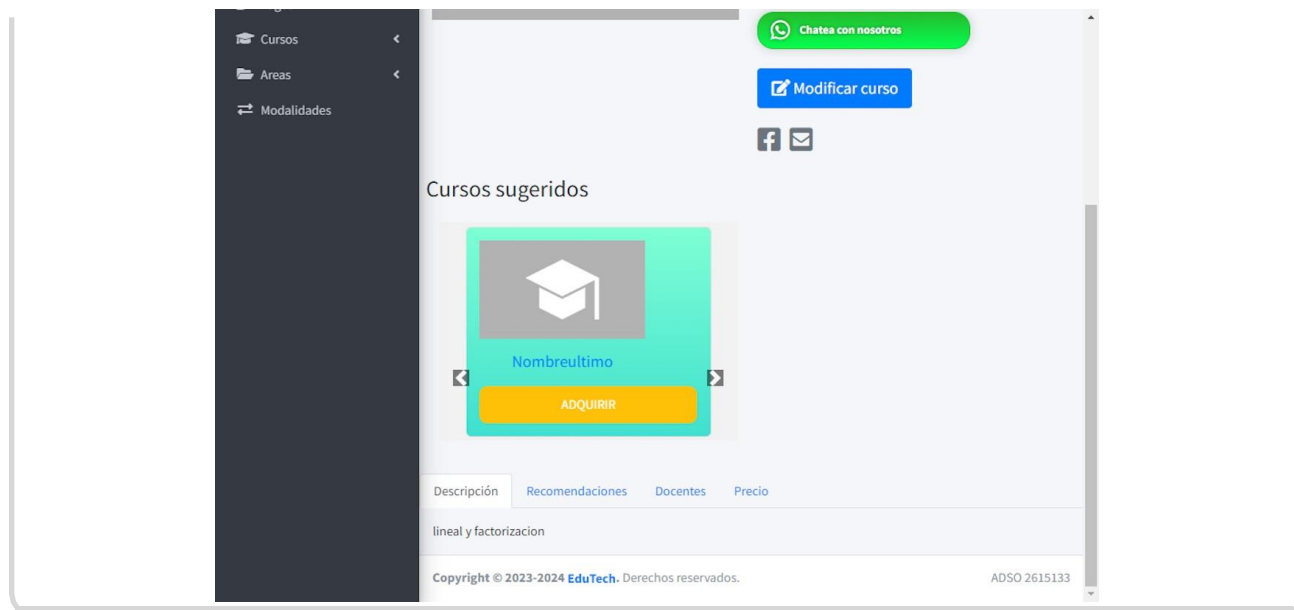 Chatea con nosotros
Cursos
Areas
Modificar curso
Modalidades
Cursos sugeridos
Nombreultimo
ADQUIRIR
Descripción Recomendaciones Docentes Precio
lineal y factorizacion
Copyright © 2023-2024 EduTech. Derechos reservados. ADSO 2615133